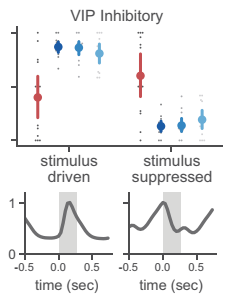 VIP Inhibitory
stimulus driven
stimulus suppressed
1
0
-0.5 0.0 0.5
-0.5 0.0 0.5
time (sec)
time (sec)